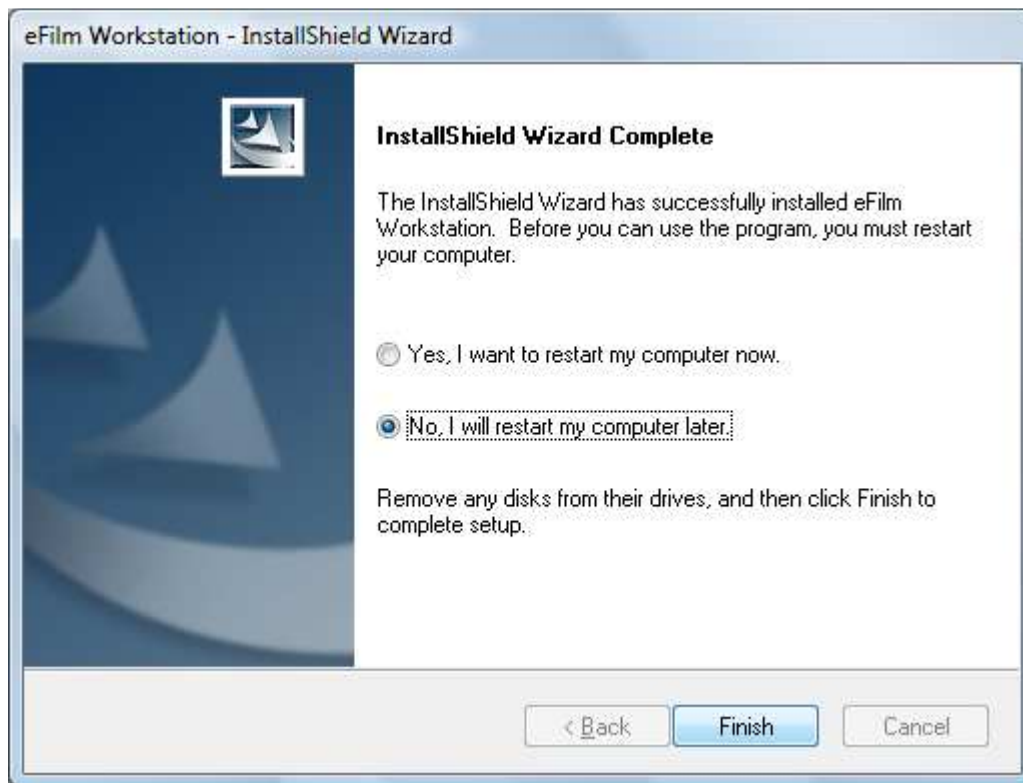 eFilm Workstation - InstallShield Wizard
InstallShield Wizard Complete
The InstallShield Wizard has successfully installed eFilm
Workstation.  Before you can use the program, you must restart
your computer.
Yes, I want to restart my computer now.
No, I will restart my computer later.
Remove any disks from their drives, and then click Finish to
complete setup.
< Back Finish Cancel